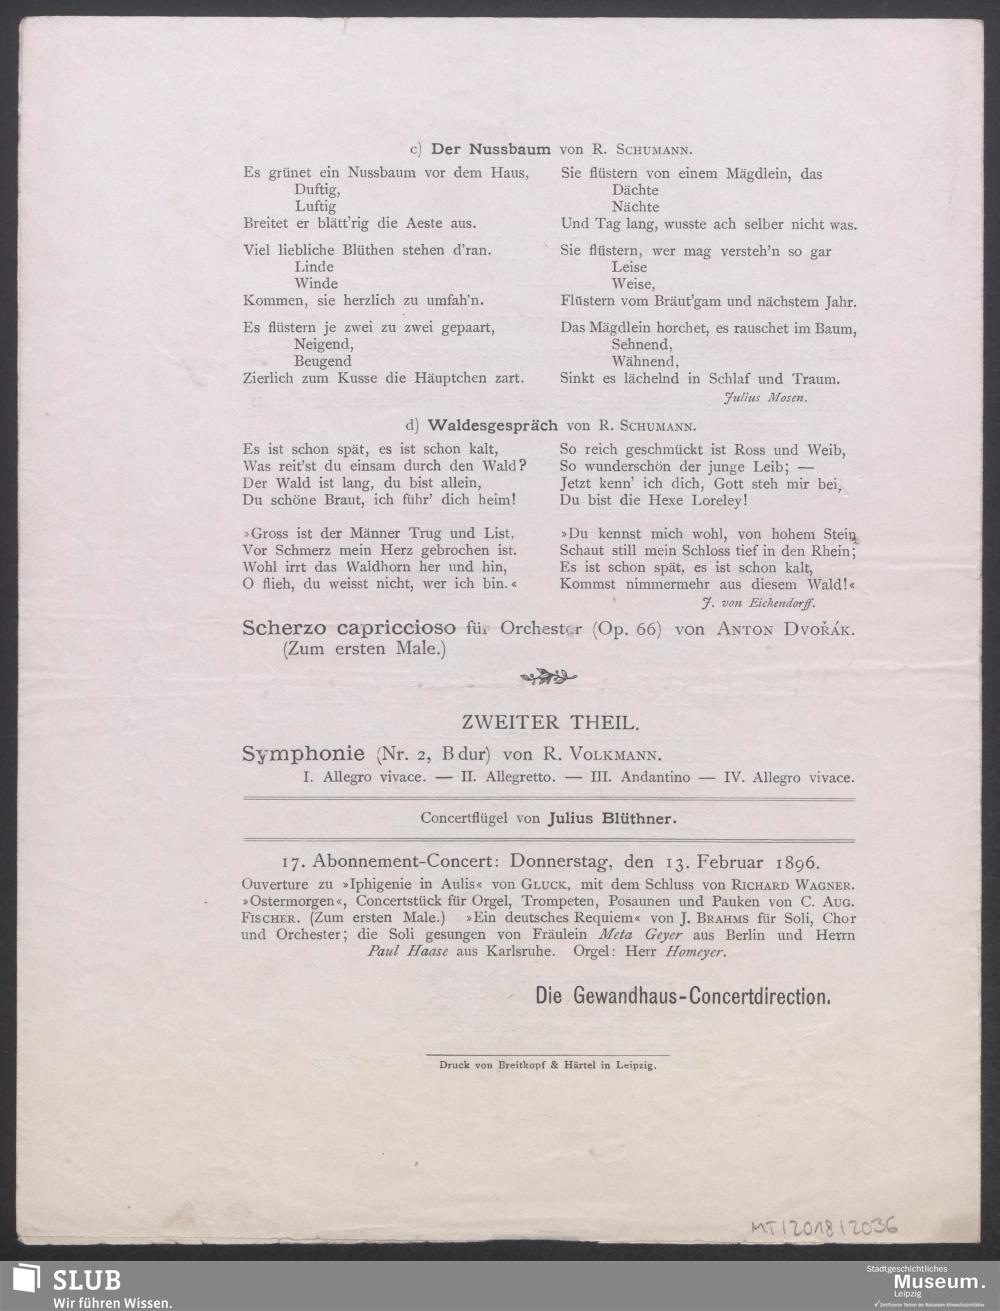 c) Der Nussbaum von R. Schumann.
Es grünet ein Nussbaum vor dem Haus,
Duftig,
Luftig
Breitet er blätt'rig die Aeste aus.
Viel liebliche Blüthen stehen d'ran.
Linde
Winde
Kommen, sie herzlich zu umfah'n.
Es flüstern je zwei zu zwei gepaart,
Neigend,
Beugend
Zierlich zum Kusse die Häuptchen zart.
Sie flüstern von einem Mägdlein, das
Dächte
Nächte
Und Tag lang, wusste ach selber nicht was.
Sie flüstern, wer mag versteh'n so gar
Leise
Weise,
Flüstern vom Bräut'gam und nächstem Jahr.
Das Mägdlein horchet, es rauschet im Baum,
Sehnend,
Wähnend,
Sinkt es lächelnd in Schlaf und Traum.
Julius Mosen.
d) Waldesgespräch von R. Schumann.
Es ist schon spät, es ist schon kalt,
Was reit'st du einsam durch den Wald?
Der Wald ist lang, du bist allein,
Du schöne Braut, ich führ' dich heim!
»Gross ist der Männer Trug und List,
Vor Schmerz mein Herz gebrochen ist.
Wohl irrt das Waldhorn her und hin,
O flieh, du weisst nicht, wer ich bin.«
So reich geschmückt ist Ross und Weib,
So wunderschön der junge Leib; —
Jetzt kenn' ich dich, Gott steh mir bei,
Du bist die Hexe Loreley!
»Du kennst mich wohl, von hohem Stein
Schaut still mein Schloss tief in den Rhein;
Es ist schon spät, es ist schon kalt,
Kommst nimmermehr aus diesem Wald!«
J. von Eichendorff.
Scherzo capriccioso für Orchester (Op. 66) von Anton Dvořák.
(Zum ersten Male.)
ZWEITER THEIL.
Symphonie (Nr. 2, B dur) von R. Volkmann.
I. Allegro vivace. — II. Allegretto. — III. Andantino — IV. Allegro vivace.
Concertflügel von Julius Blüthner.
17. Abonnement-Concert: Donnerstag, den 13. Februar 1896.
Ouverture zu »Iphigenie in Aulis« von Gluck, mit dem Schluss von Richard Wagner.
»Ostermorgen«, Concertstück für Orgel, Trompeten, Posaunen und Pauken von C. Aug.
Fischer. (Zum ersten Male.) »Ein deutsches Requiem« von J. Brahms für Soli, Chor
und Orchester; die Soli gesungen von Fräulein Meta Geyer aus Berlin und Herrn
Paul Haase aus Karlsruhe. Orgel: Herr Homeyer.
Die Gewandhaus-Concertdirection.
Druck von Breitkopf & Härtel in Leipzig.
MT/2018/2036
SLUB
Wir führen Wissen.
Stadtgeschichtliches
Museum.
Leipzig
Zertifizierter Partner der Nationalen Klimaschutzinitiative